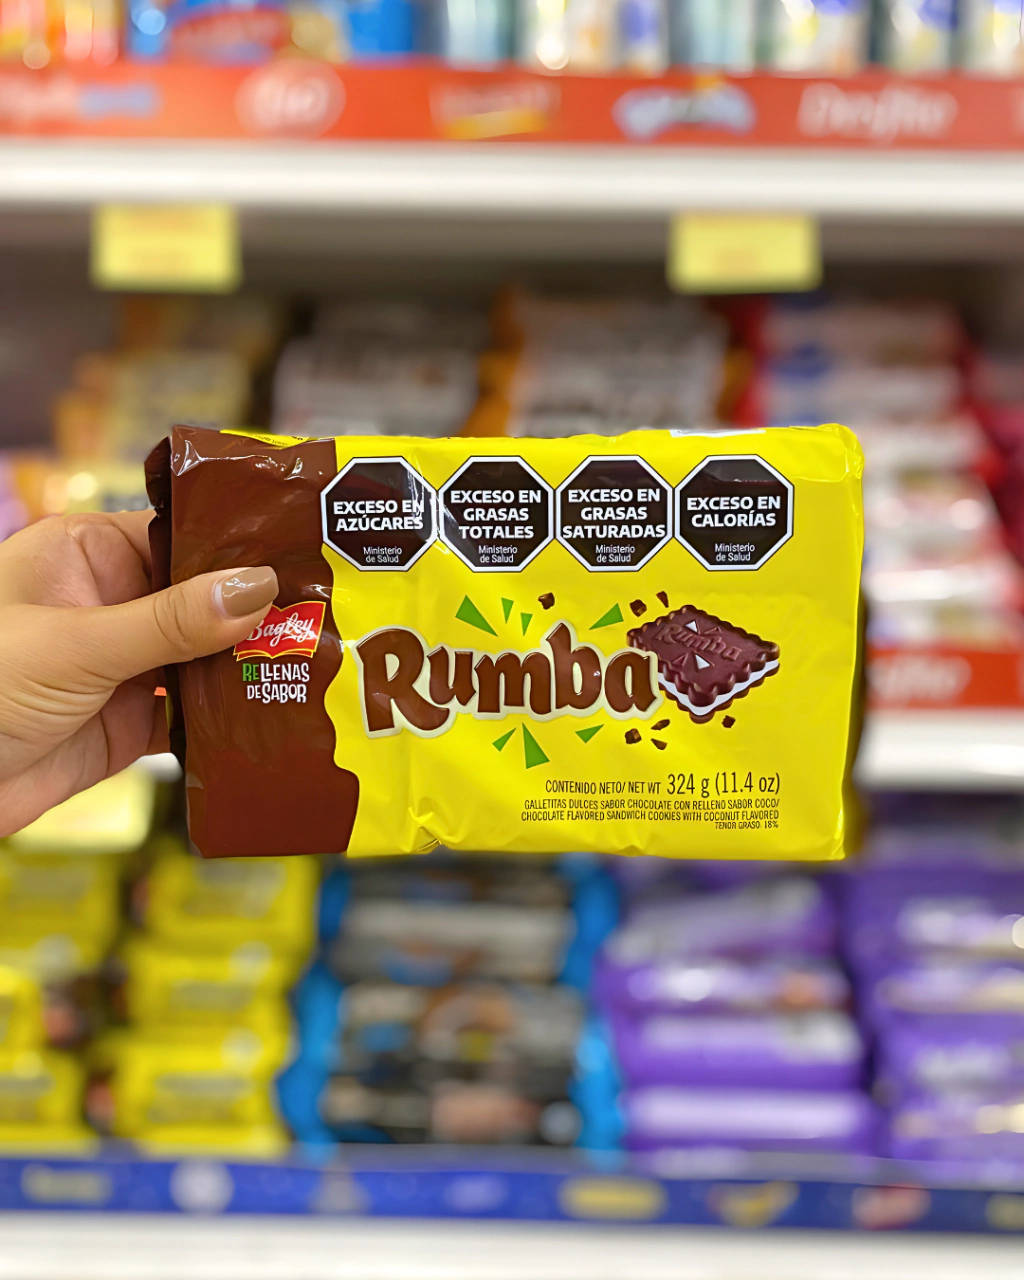 EXCESO EN
AZÚCARES
Ministerio
de Salud
EXCESO EN
GRASAS
TOTALES
Ministerio
de Salud
EXCESO EN
GRASAS
SATURADAS
Ministerio
de Salud
EXCESO EN
CALORÍAS
Ministerio
de Salud
Bagley
RELLENAS
DE SABOR
Rumba
Rumba
CONTENIDO NETO/ NET WT 324 g (11.4 oz)
GALLETITAS DULCES SABOR CHOCOLATE CON RELLENO SABOR COCO/
CHOCOLATE FLAVORED SANDWICH COOKIES WITH COCONUT FLAVORED
TENOR GRASO: 18%